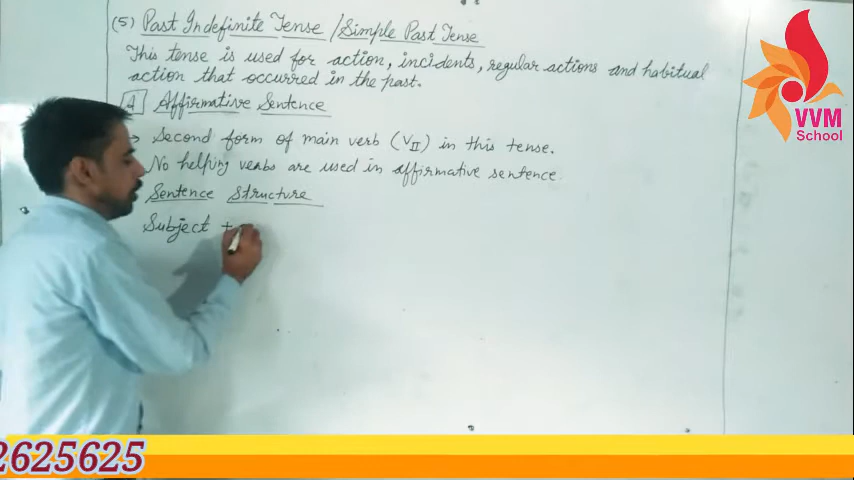 (5) Past Indefinite Tense / Simple Past Tense
This tense is used for action, incidents, regular actions and habitual
action that occurred in the past.
A Affirmative Sentence
→ Second form of main verb (VII) in this tense.
No helping verbs are used in affirmative sentence.
Sentence Structure
Subject +
VVM
School
2625625